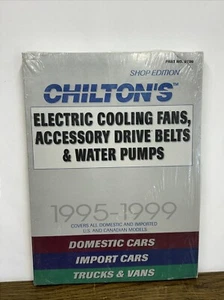 SHOP EDITION
CHILTON'S™
ELECTRIC COOLING FANS,
ACCESSORY DRIVE BELTS
& WATER PUMPS
1995-1999
COVERS ALL DOMESTIC AND IMPORTED
U.S. AND CANADIAN MODELS
DOMESTIC CARS
IMPORT CARS
TRUCKS & VANS